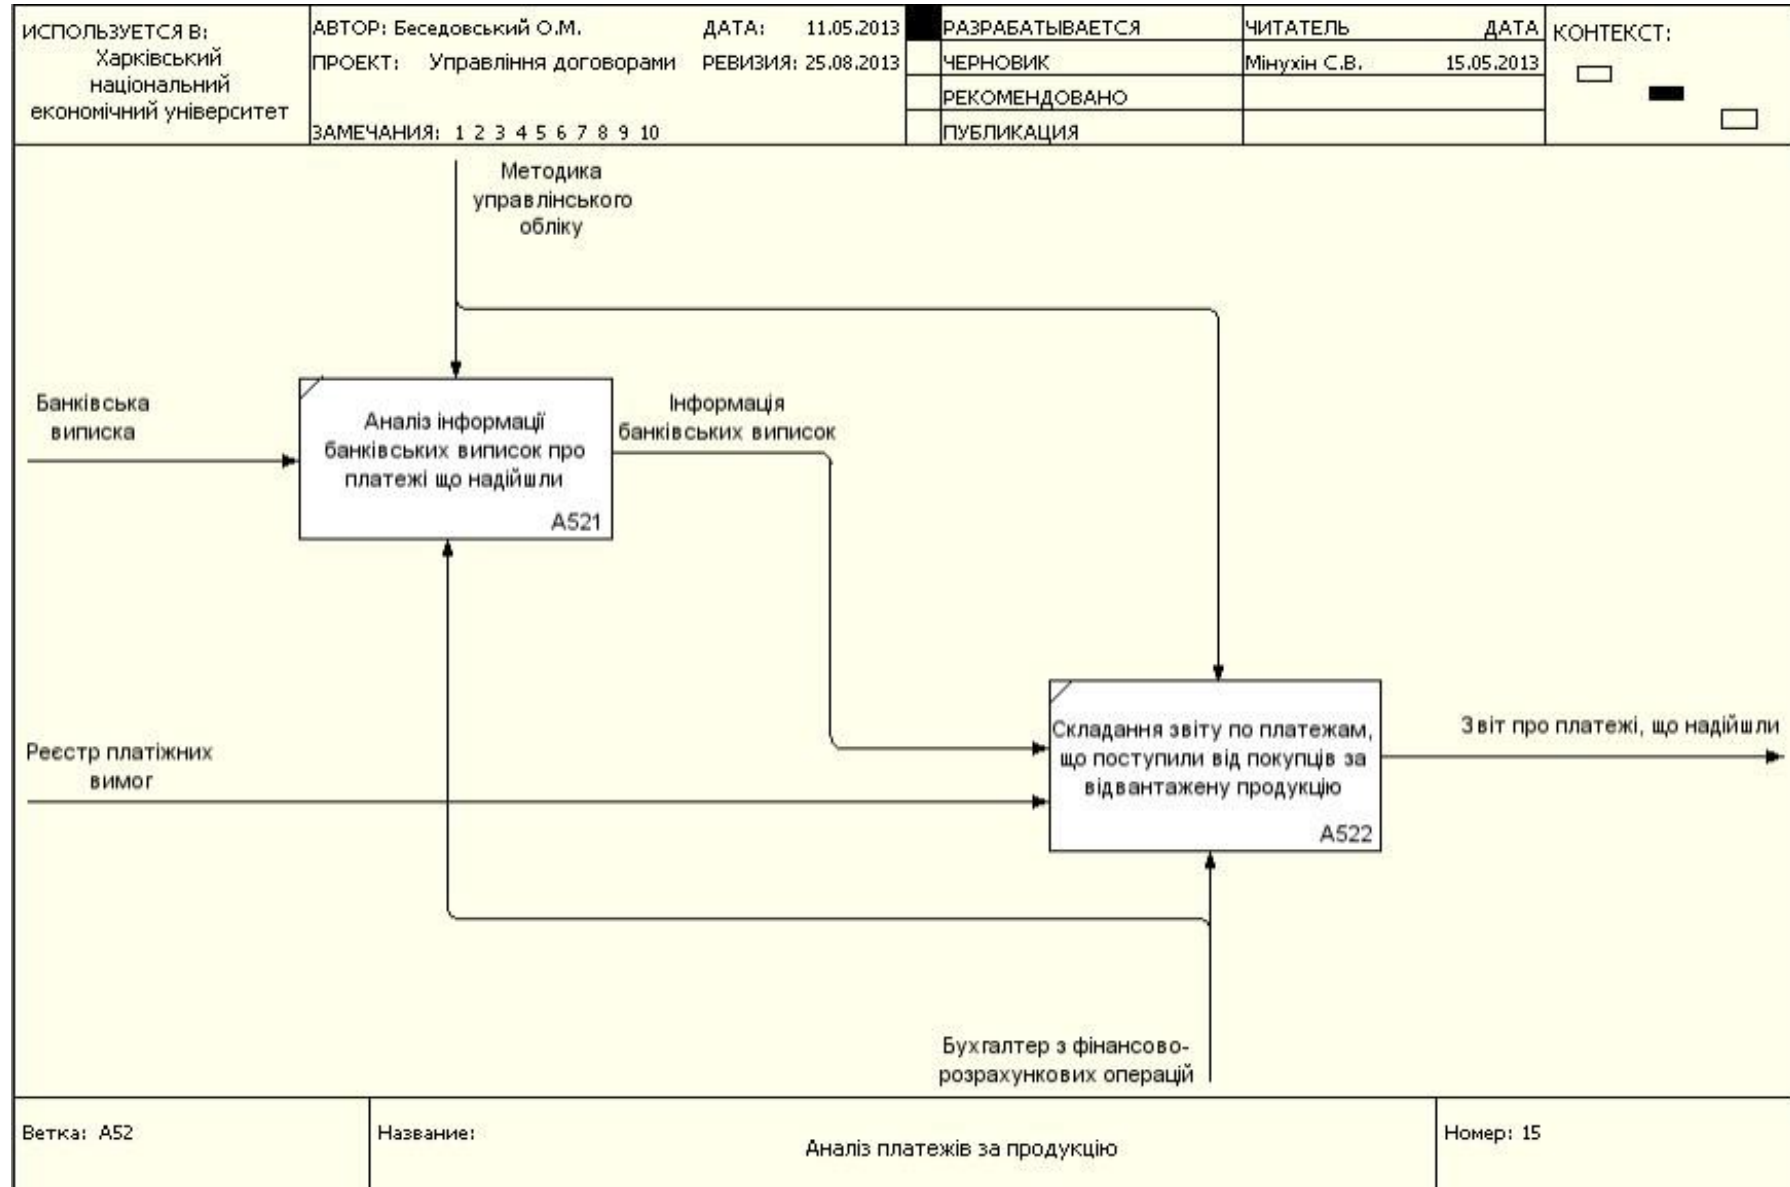 ИСПОЛЬЗУЕТСЯ В:
Харківський
національний
економічний університет
АВТОР: Беседовський О.М.
ДАТА: 11.05.2013
ПРОЕКТ: Управління договорами
РЕВИЗИЯ: 25.08.2013
ЗАМЕЧАНИЯ: 1 2 3 4 5 6 7 8 9 10
РАЗРАБАТЫВАЕТСЯ
ЧЕРНОВИК
РЕКОМЕНДОВАНО
ПУБЛИКАЦИЯ
ЧИТАТЕЛЬ ДАТА
Мінухін С.В. 15.05.2013
КОНТЕКСТ:
Методика
управлінського
обліку
Банківська
виписка
Аналіз інформації
банківських виписок про
платежі що надійшли
A521
Інформація
банківських виписок
Реєстр платіжних
вимог
Складання звіту по платежам,
що поступили від покупців за
відвантажену продукцію
A522
Звіт про платежі, що надійшли
Бухгалтер з фінансово-
розрахункових операцій
Ветка: A52
Название:
Аналіз платежів за продукцію
Номер: 15